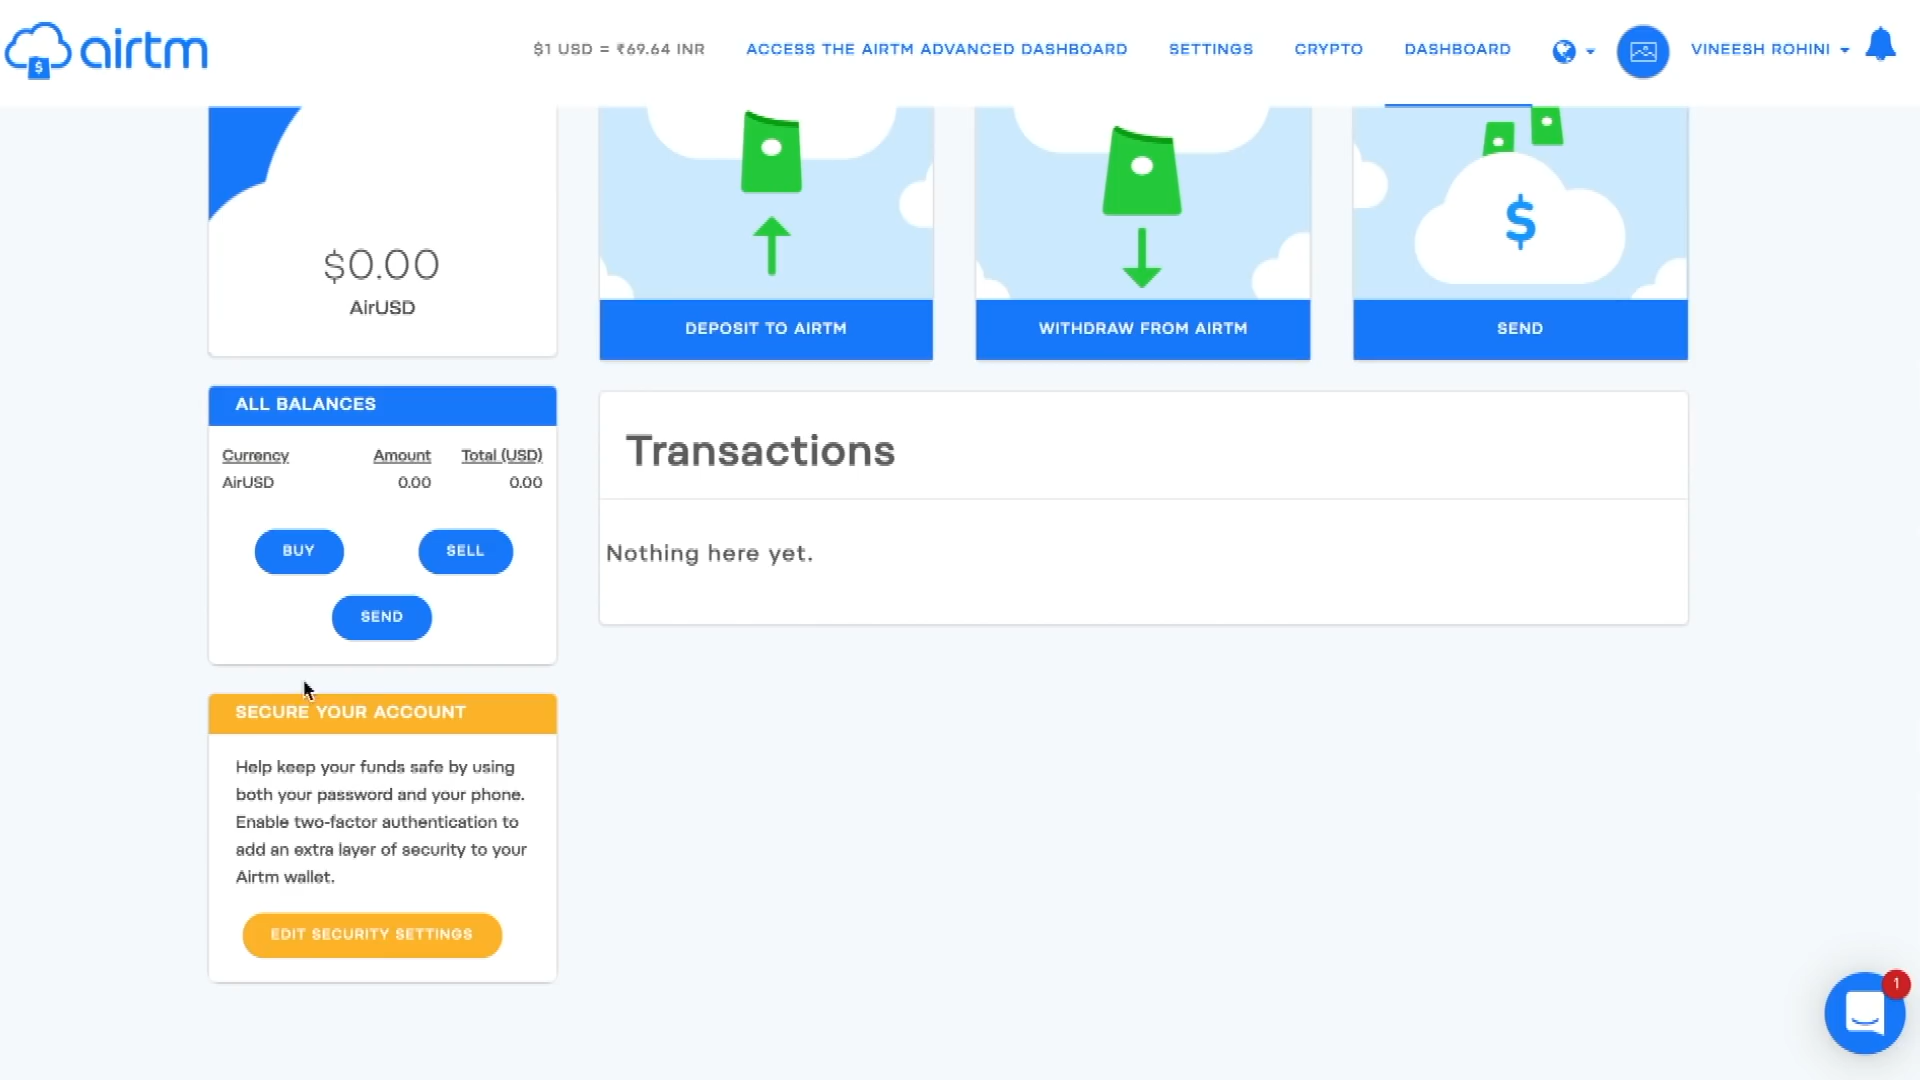 airtm
$
$1 USD = ₹69.64 INR
ACCESS THE AIRTM ADVANCED DASHBOARD
SETTINGS
CRYPTO
DASHBOARD
VINEESH ROHINI
$0.00
AirUSD
$
DEPOSIT TO AIRTM
WITHDRAW FROM AIRTM
SEND
ALL BALANCES
Currency Amount Total (USD)
AirUSD 0.00 0.00
BUY
SELL
SEND
Transactions
Nothing here yet.
SECURE YOUR ACCOUNT
Help keep your funds safe by using
both your password and your phone.
Enable two-factor authentication to
add an extra layer of security to your
Airtm wallet.
EDIT SECURITY SETTINGS
1